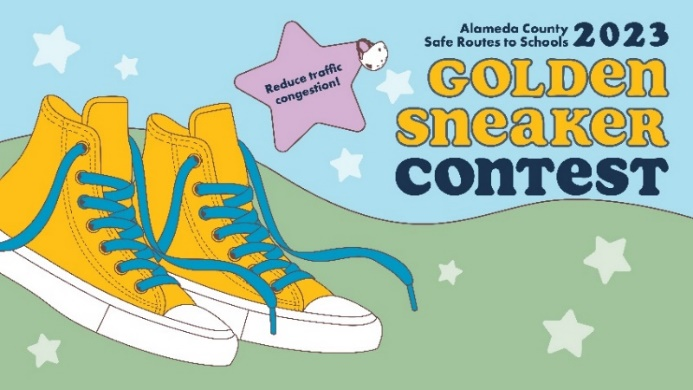 Reduce traffic
congestion!
Alameda County
Safe Routes to Schools 2023
GOLDEN
SNEAKER
CONTEST